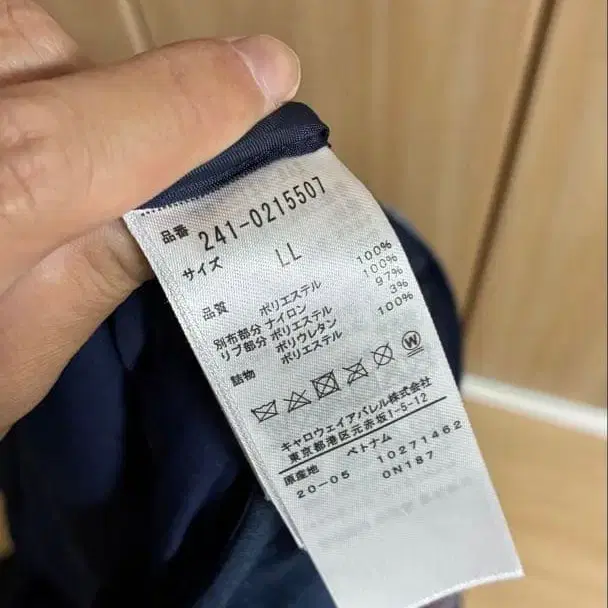 品番 241-0215507
サイズ LL
品質 ポリエステル 100%
別布部分 ナイロン 100%
リブ部分 ポリエステル 97%
ポリウレタン 3%
詰物 ポリエステル 100%
W
キャロウェイアパレル株式会社
東京都港区元赤坂1-5-12
原産地 ベトナム 10271462
20-05 0N187